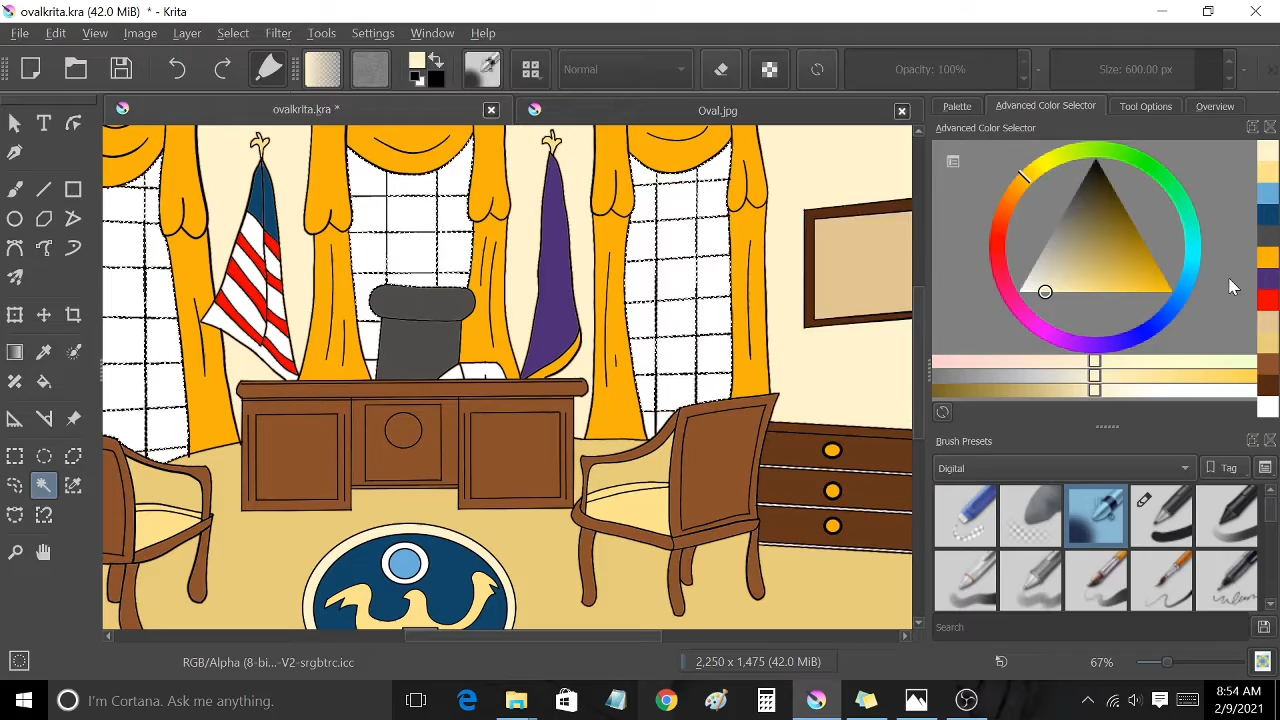 ovalkrita.kra (42.0 MiB) * - Krita
File Edit View Image Layer Select Filter Tools Settings Window Help
Normal Opacity: 100% Size: 600.00 px
ovalkrita.kra * Oval.jpg
Palette Advanced Color Selector Tool Options Overview
Advanced Color Selector
Brush Presets
Digital Tag
Search
RGB/Alpha (8-bi...-V2-srgbtrc.icc 2,250 x 1,475 (42.0 MiB) 67%
I'm Cortana. Ask me anything. 8:54 AM
2/9/2021